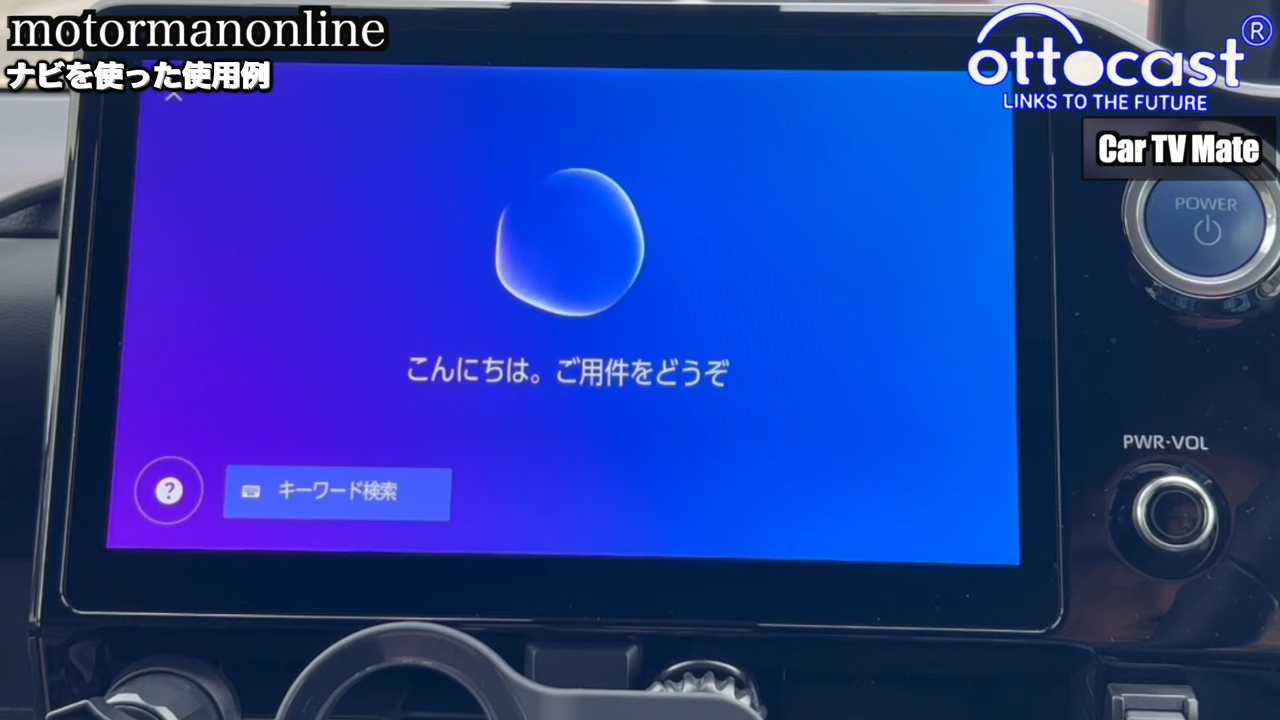 motormanonline
ナビを使った使用例
ottocast®
LINKS TO THE FUTURE
Car TV Mate
POWER
こんにちは。ご用件をどうぞ
PWR・VOL
?
キーワード検索